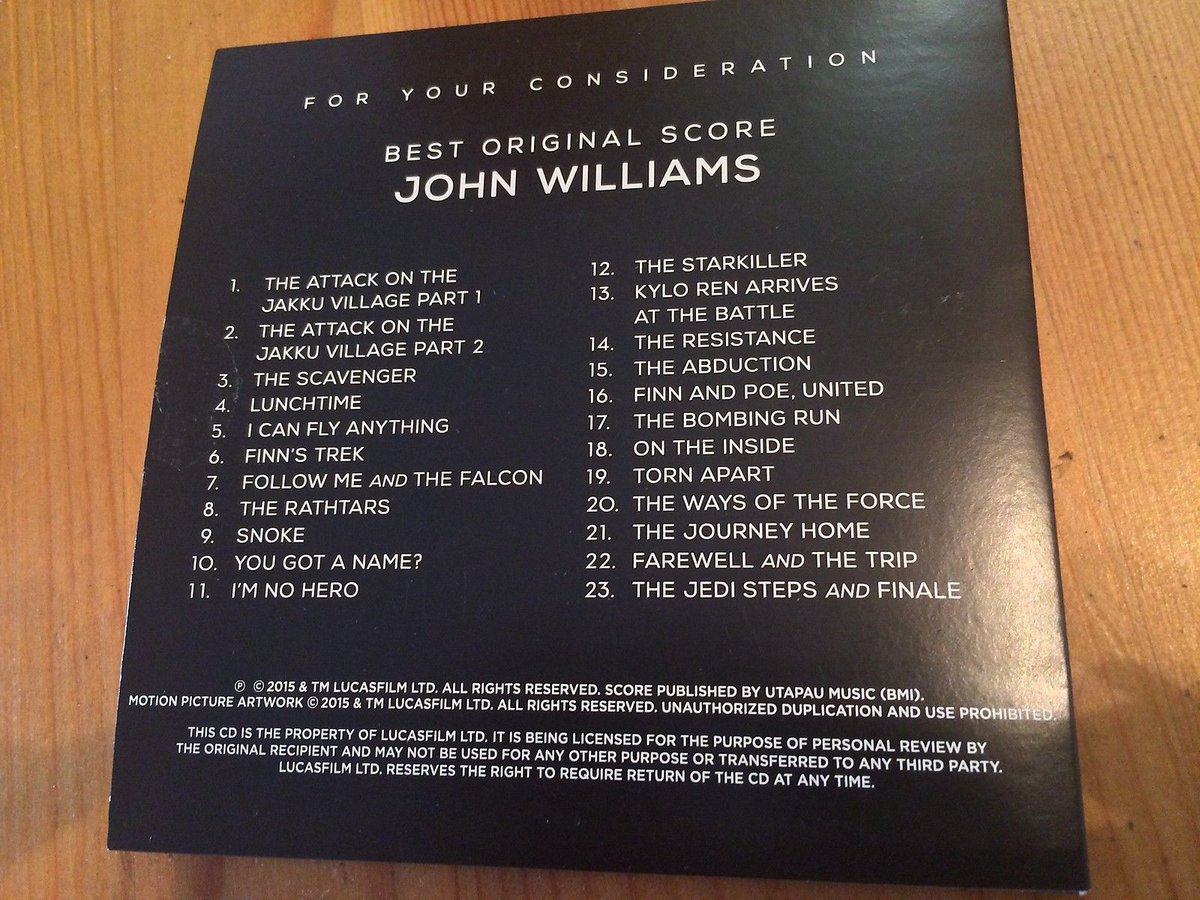 FOR YOUR CONSIDERATION
BEST ORIGINAL SCORE
JOHN WILLIAMS
1. THE ATTACK ON THE
JAKKU VILLAGE PART 1
2. THE ATTACK ON THE
JAKKU VILLAGE PART 2
3. THE SCAVENGER
4. LUNCHTIME
5. I CAN FLY ANYTHING
6. FINN'S TREK
7. FOLLOW ME AND THE FALCON
8. THE RATHTARS
9. SNOKE
10. YOU GOT A NAME?
11. I'M NO HERO
12. THE STARKILLER
13. KYLO REN ARRIVES
AT THE BATTLE
14. THE RESISTANCE
15. THE ABDUCTION
16. FINN AND POE, UNITED
17. THE BOMBING RUN
18. ON THE INSIDE
19. TORN APART
20. THE WAYS OF THE FORCE
21. THE JOURNEY HOME
22. FAREWELL AND THE TRIP
23. THE JEDI STEPS AND FINALE
℗ © 2015 & TM LUCASFILM LTD. ALL RIGHTS RESERVED. SCORE PUBLISHED BY UTAPAU MUSIC (BMI).
MOTION PICTURE ARTWORK © 2015 & TM LUCASFILM LTD. ALL RIGHTS RESERVED. UNAUTHORIZED DUPLICATION AND USE PROHIBITED.
THIS CD IS THE PROPERTY OF LUCASFILM LTD. IT IS BEING LICENSED FOR THE PURPOSE OF PERSONAL REVIEW BY
THE ORIGINAL RECIPIENT AND MAY NOT BE USED FOR ANY OTHER PURPOSE OR TRANSFERRED TO ANY THIRD PARTY.
LUCASFILM LTD. RESERVES THE RIGHT TO REQUIRE RETURN OF THE CD AT ANY TIME.